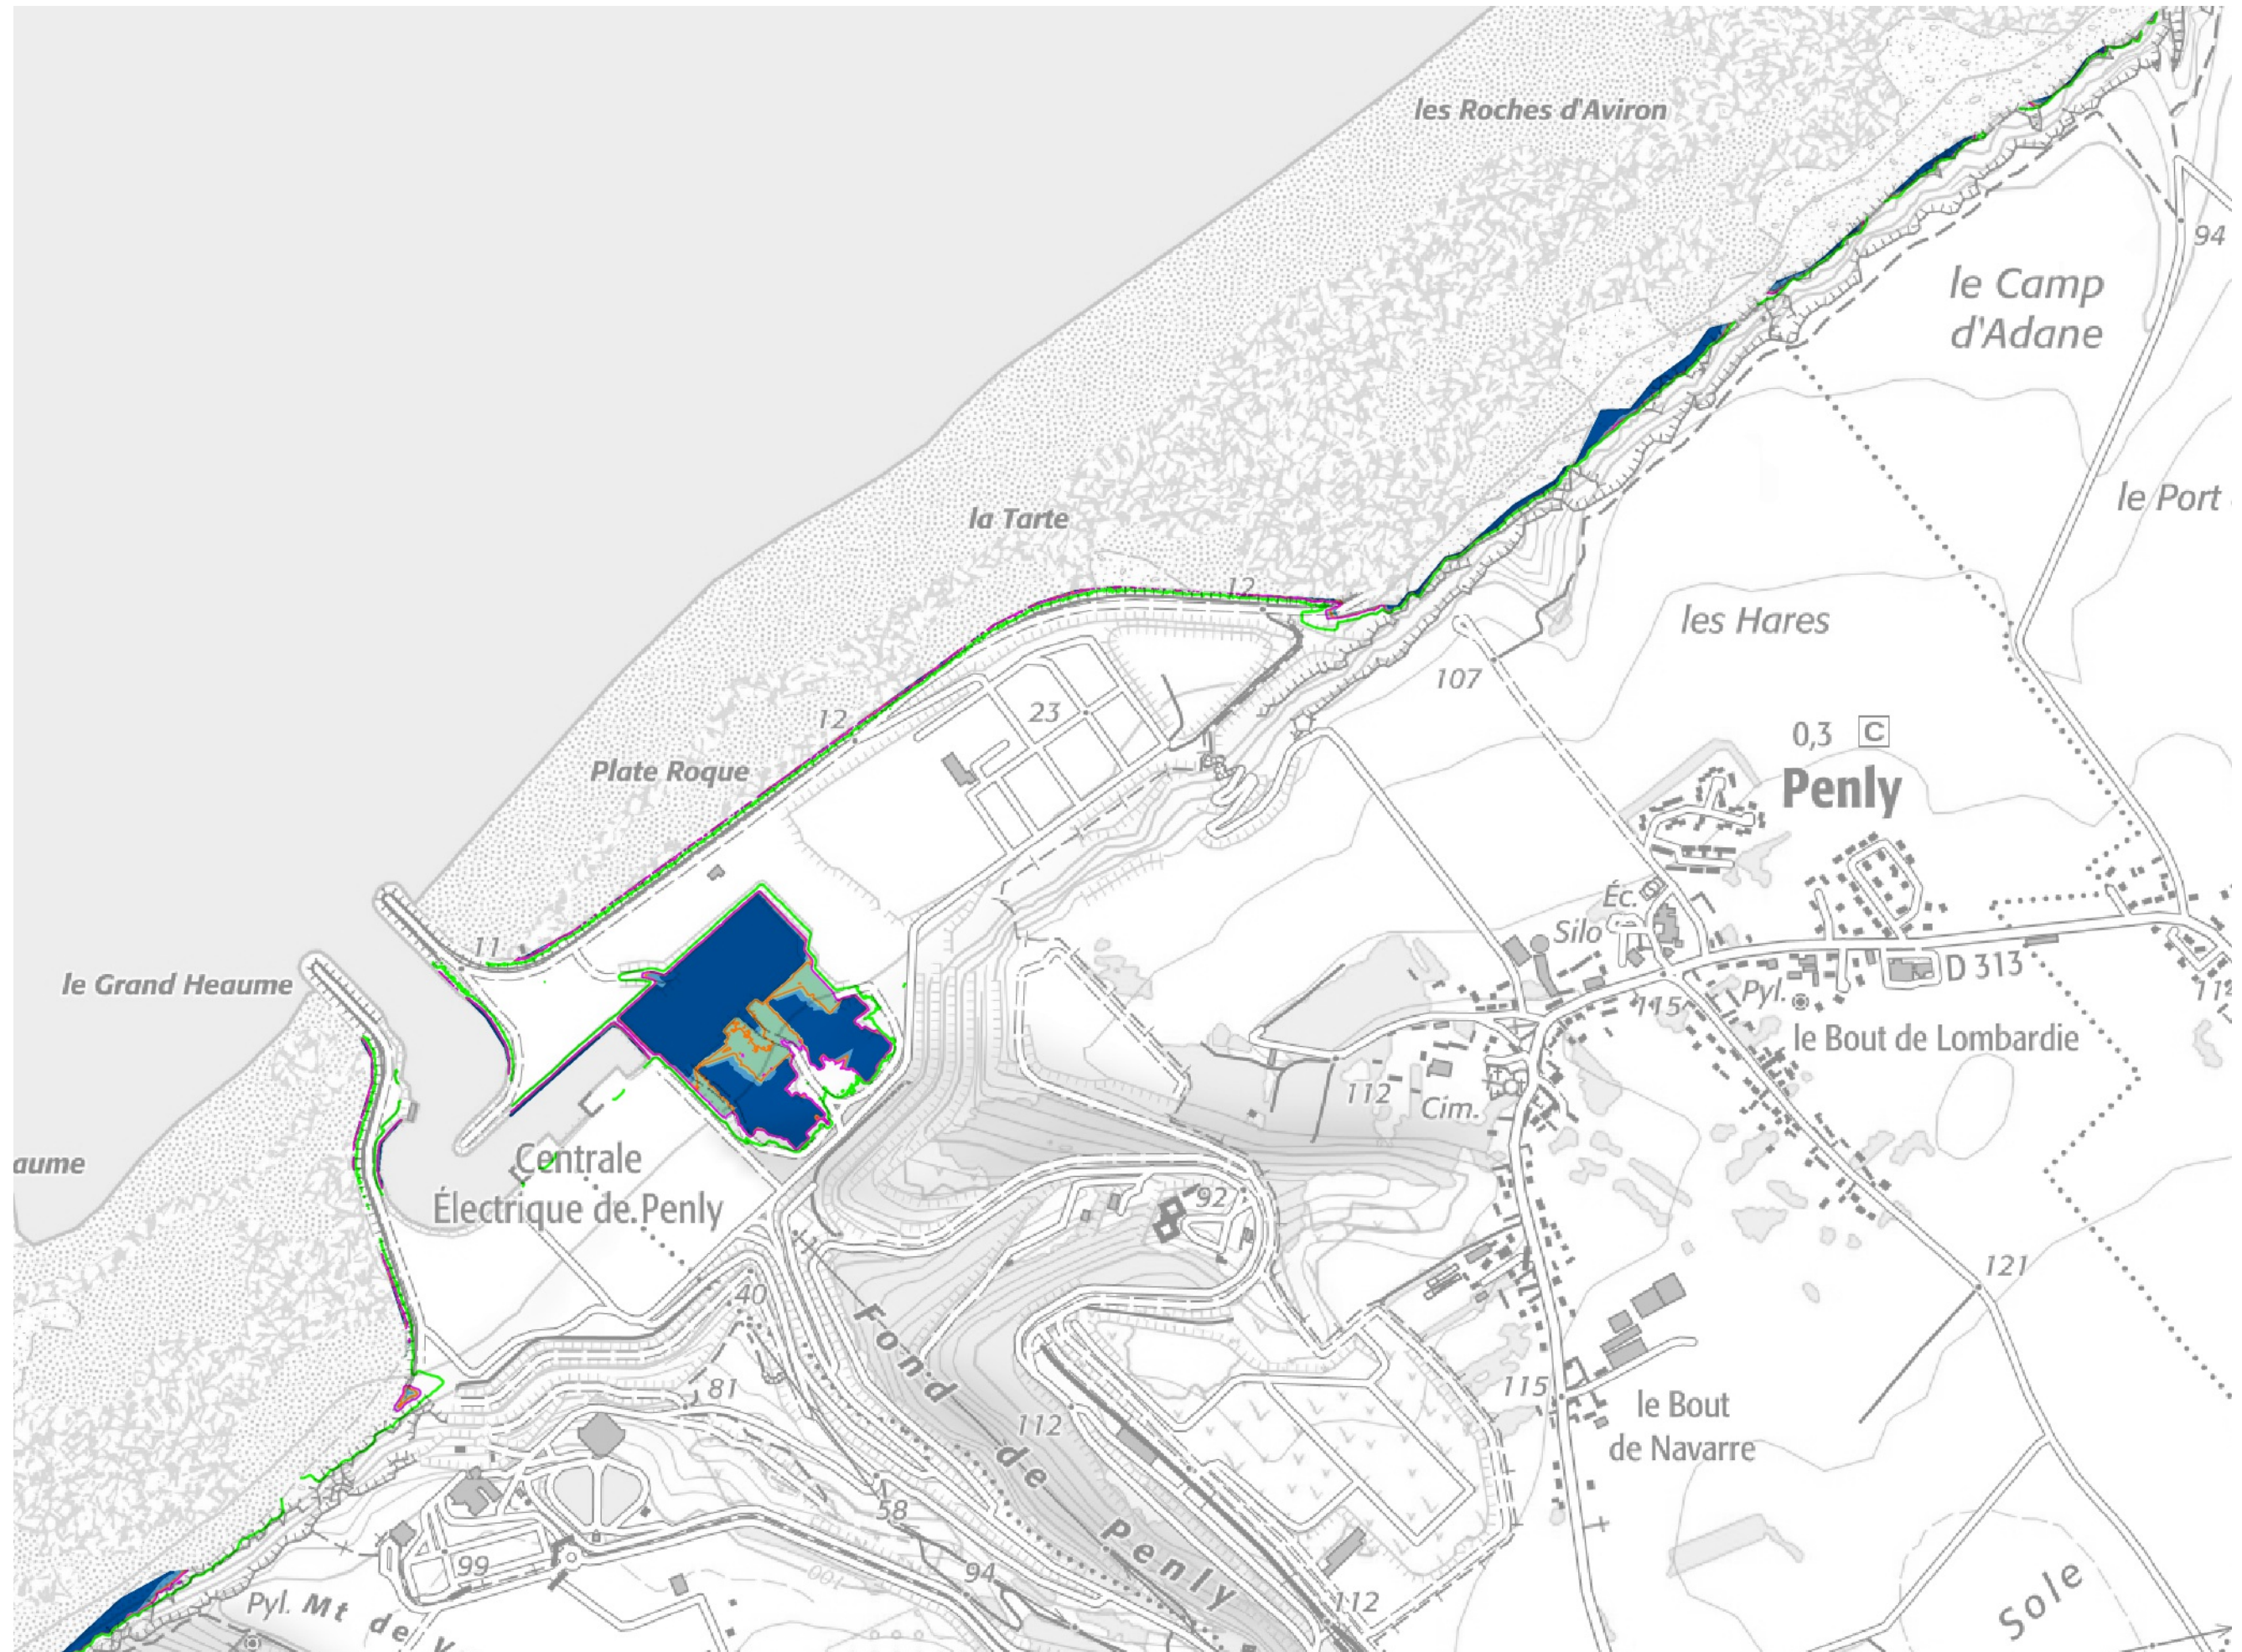 les Roches d'Aviron
94
le Camp
d'Adane
le Port
la Tarte
12
les Hares
107
23
12
0,3 C
Penly
Plate Roque
Éc.
Silo
11
D 313
le Grand Heaume
115
Pyl.
112
le Bout de Lombardie
112
Cim.
aume
Centrale
Électrique de Penly
92
121
40
Fond de Penly
81
115
le Bout
de Navarre
112
58
99
94
100
112
Pyl.
Mt de V
Sole